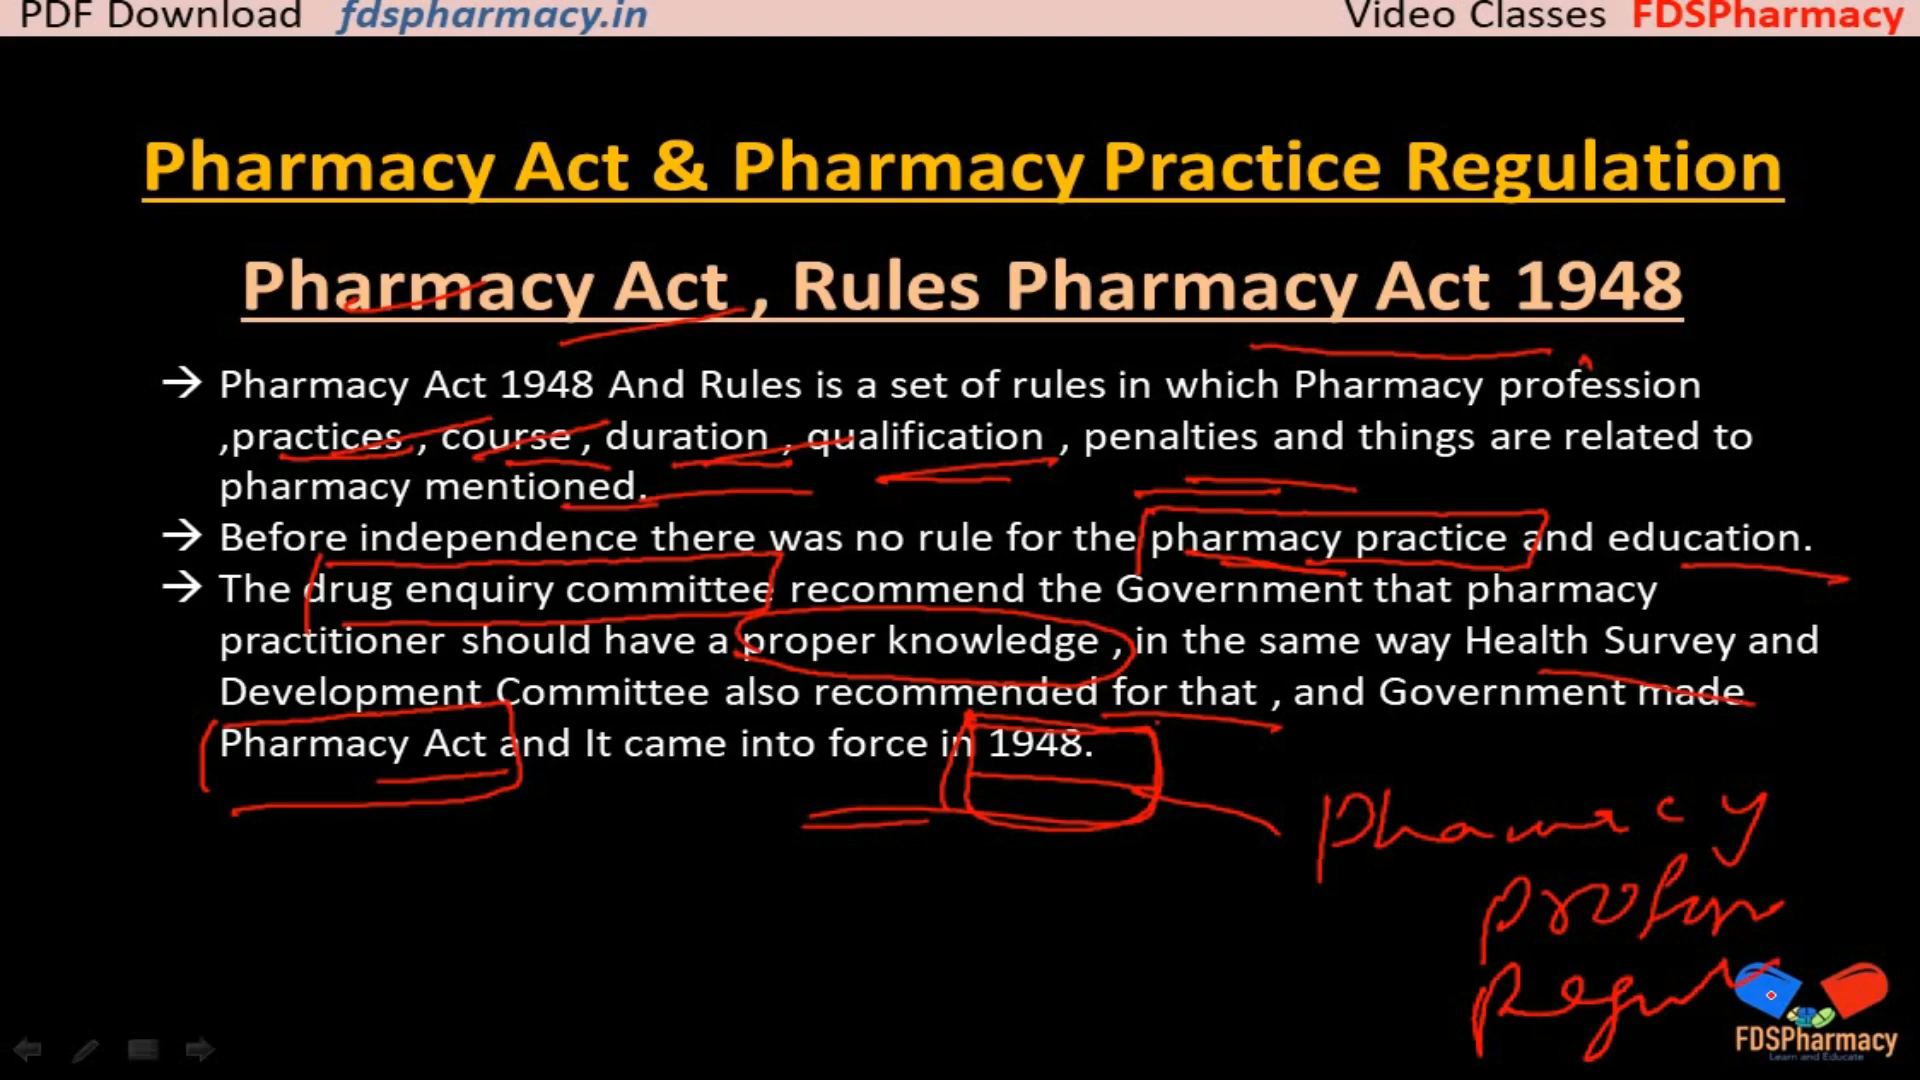 PDF Download fdspharmacy.in Video Classes FDSPharmacy
Pharmacy Act & Pharmacy Practice Regulation
Pharmacy Act , Rules Pharmacy Act 1948
→ Pharmacy Act 1948 And Rules is a set of rules in which Pharmacy profession
,practices , course , duration , qualification , penalties and things are related to
pharmacy mentioned.
→ Before independence there was no rule for the pharmacy practice and education.
→ The drug enquiry committee recommend the Government that pharmacy
practitioner should have a proper knowledge , in the same way Health Survey and
Development Committee also recommended for that , and Government made
Pharmacy Act and It came into force in 1948.
Pharmacy
FDSPharmacy
Learn and Educate